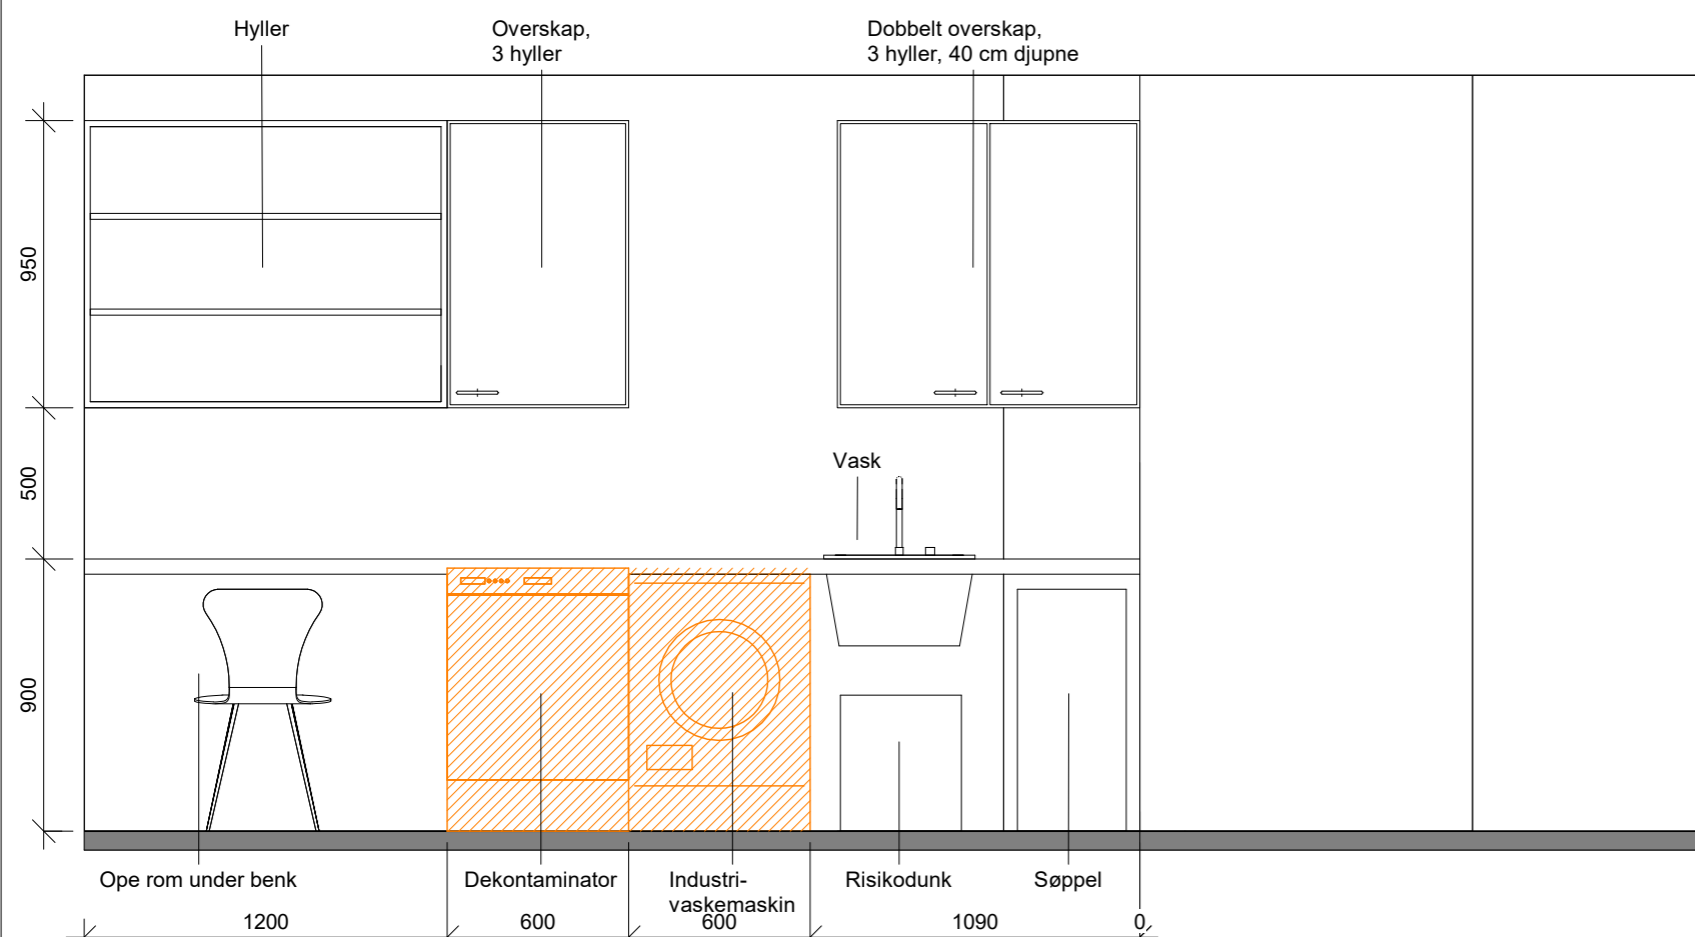 Hyller
Overskap,
3 hyller
Dobbelt overskap,
3 hyller, 40 cm djupne
950
500
900
Vask
Ope rom under benk
Dekontaminator
Industri-
vaskemaskin
Risikodunk
Søppel
1200
600
600
1090
0